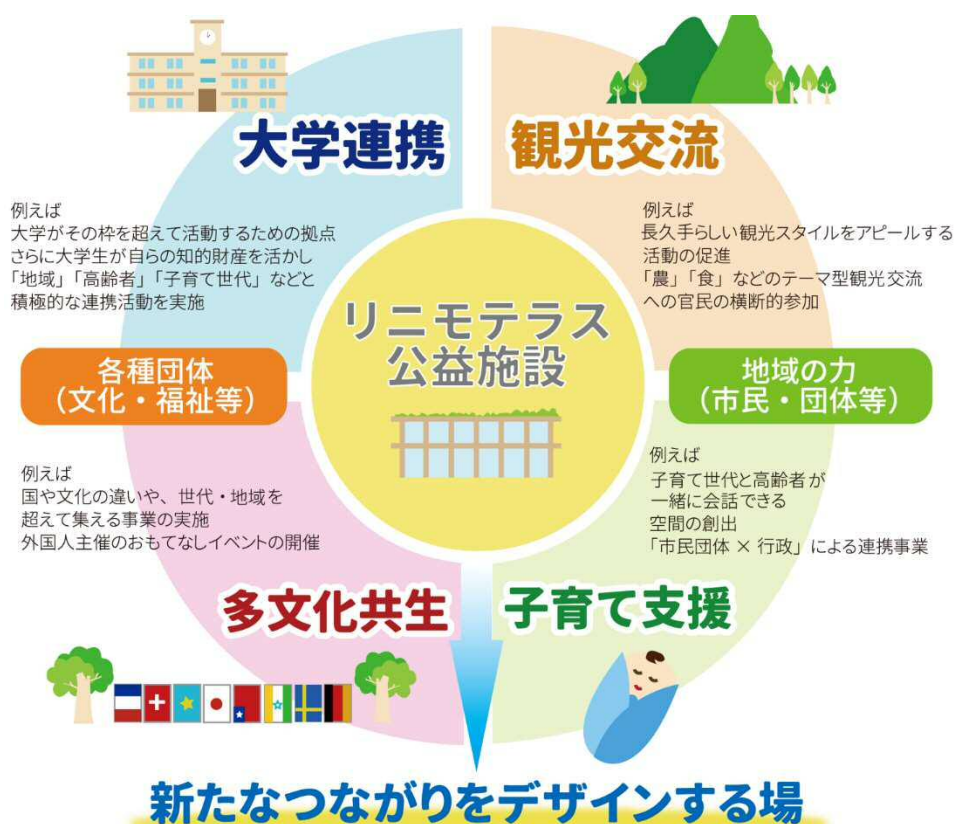 大学連携
観光交流
例えば
大学がその枠を超えて活動するための拠点
さらに大学生が自らの知的財産を活かし
「地域」「高齢者」「子育て世代」などと
積極的な連携活動を実施
例えば
長久手らしい観光スタイルをアピールする
活動の促進
「農」「食」などのテーマ型観光交流
への官民の横断的参加
リニモテラス
公益施設
各種団体
（文化・福祉等）
地域の力
（市民・団体等）
例えば
国や文化の違いや、世代・地域を
超えて集える事業の実施
外国人主催のおもてなしイベントの開催
例えば
子育て世代と高齢者が
一緒に会話できる
空間の創出
「市民団体 × 行政」による連携事業
多文化共生
子育て支援
新たなつながりをデザインする場